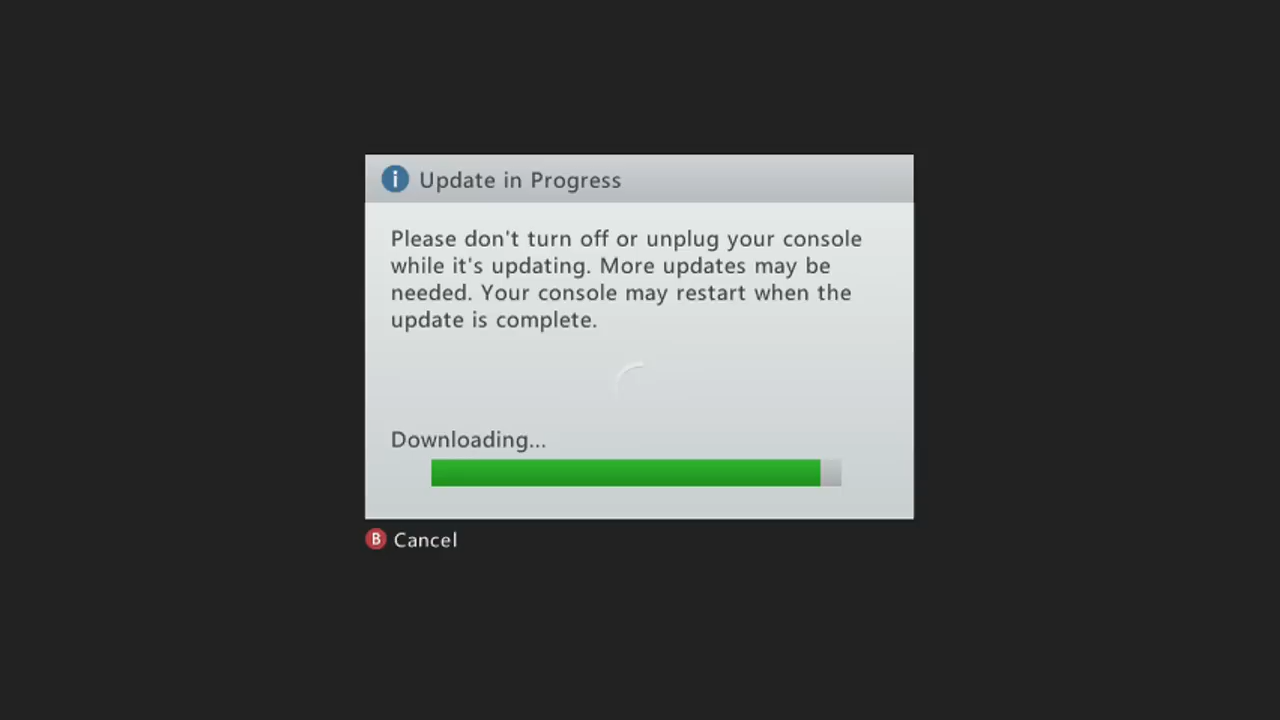 i Update in Progress
Please don't turn off or unplug your console
while it's updating. More updates may be
needed. Your console may restart when the
update is complete.
Downloading...
B Cancel